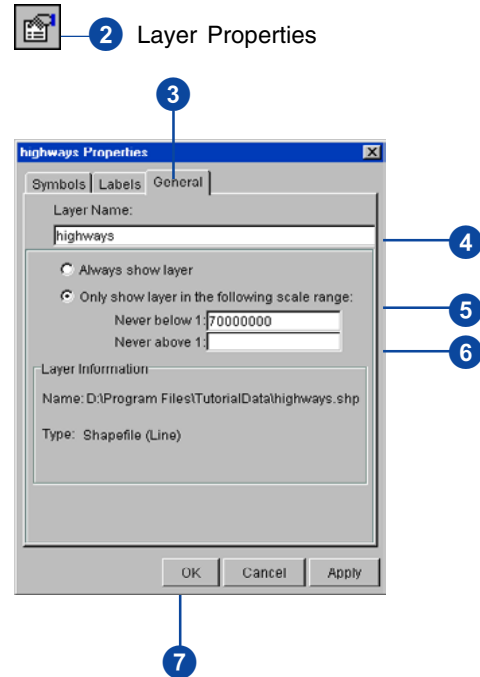 2 Layer Properties
3
highways Properties
Symbols Labels General
Layer Name:
highways
4
Always show layer
Only show layer in the following scale range:
5
Never below 1: 70000000
Never above 1:
6
Layer Information
Name: D:\Program Files\TutorialData\highways.shp
Type: Shapefile (Line)
OK Cancel Apply
7